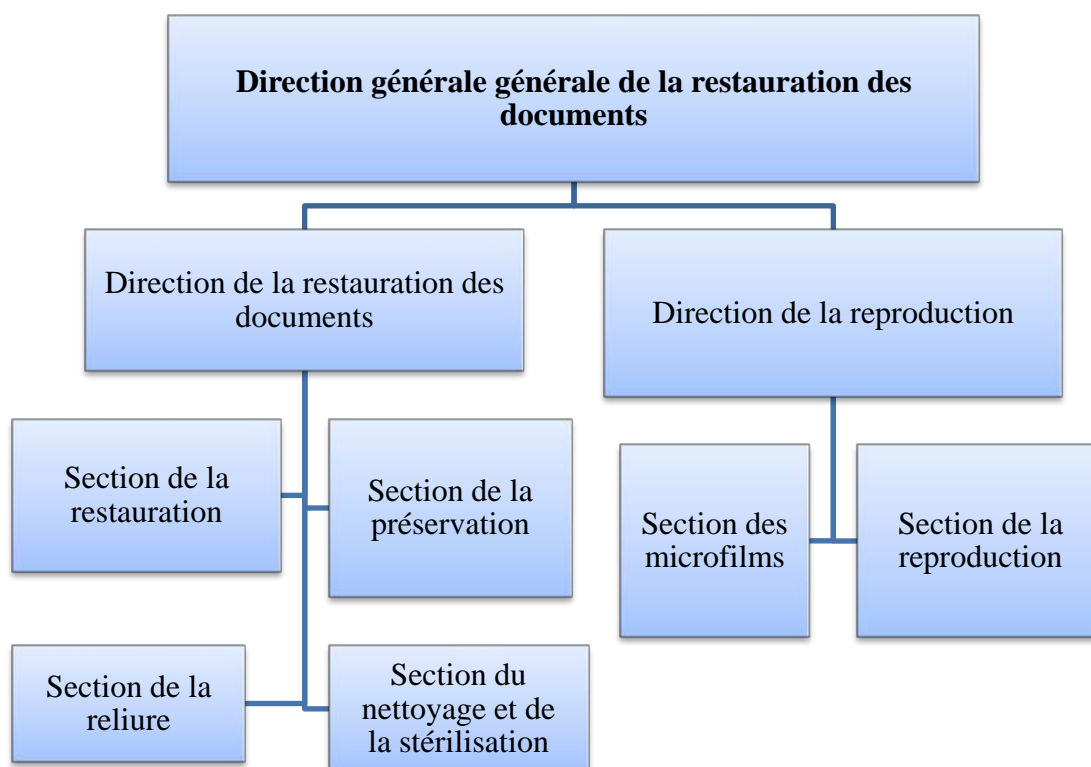 Direction générale générale de la restauration des
documents
Direction de la restauration des
documents
Direction de la reproduction
Section de la
restauration
Section de la
préservation
Section des
microfilms
Section de la
reproduction
Section de la
reliure
Section du
nettoyage et de
la stérilisation